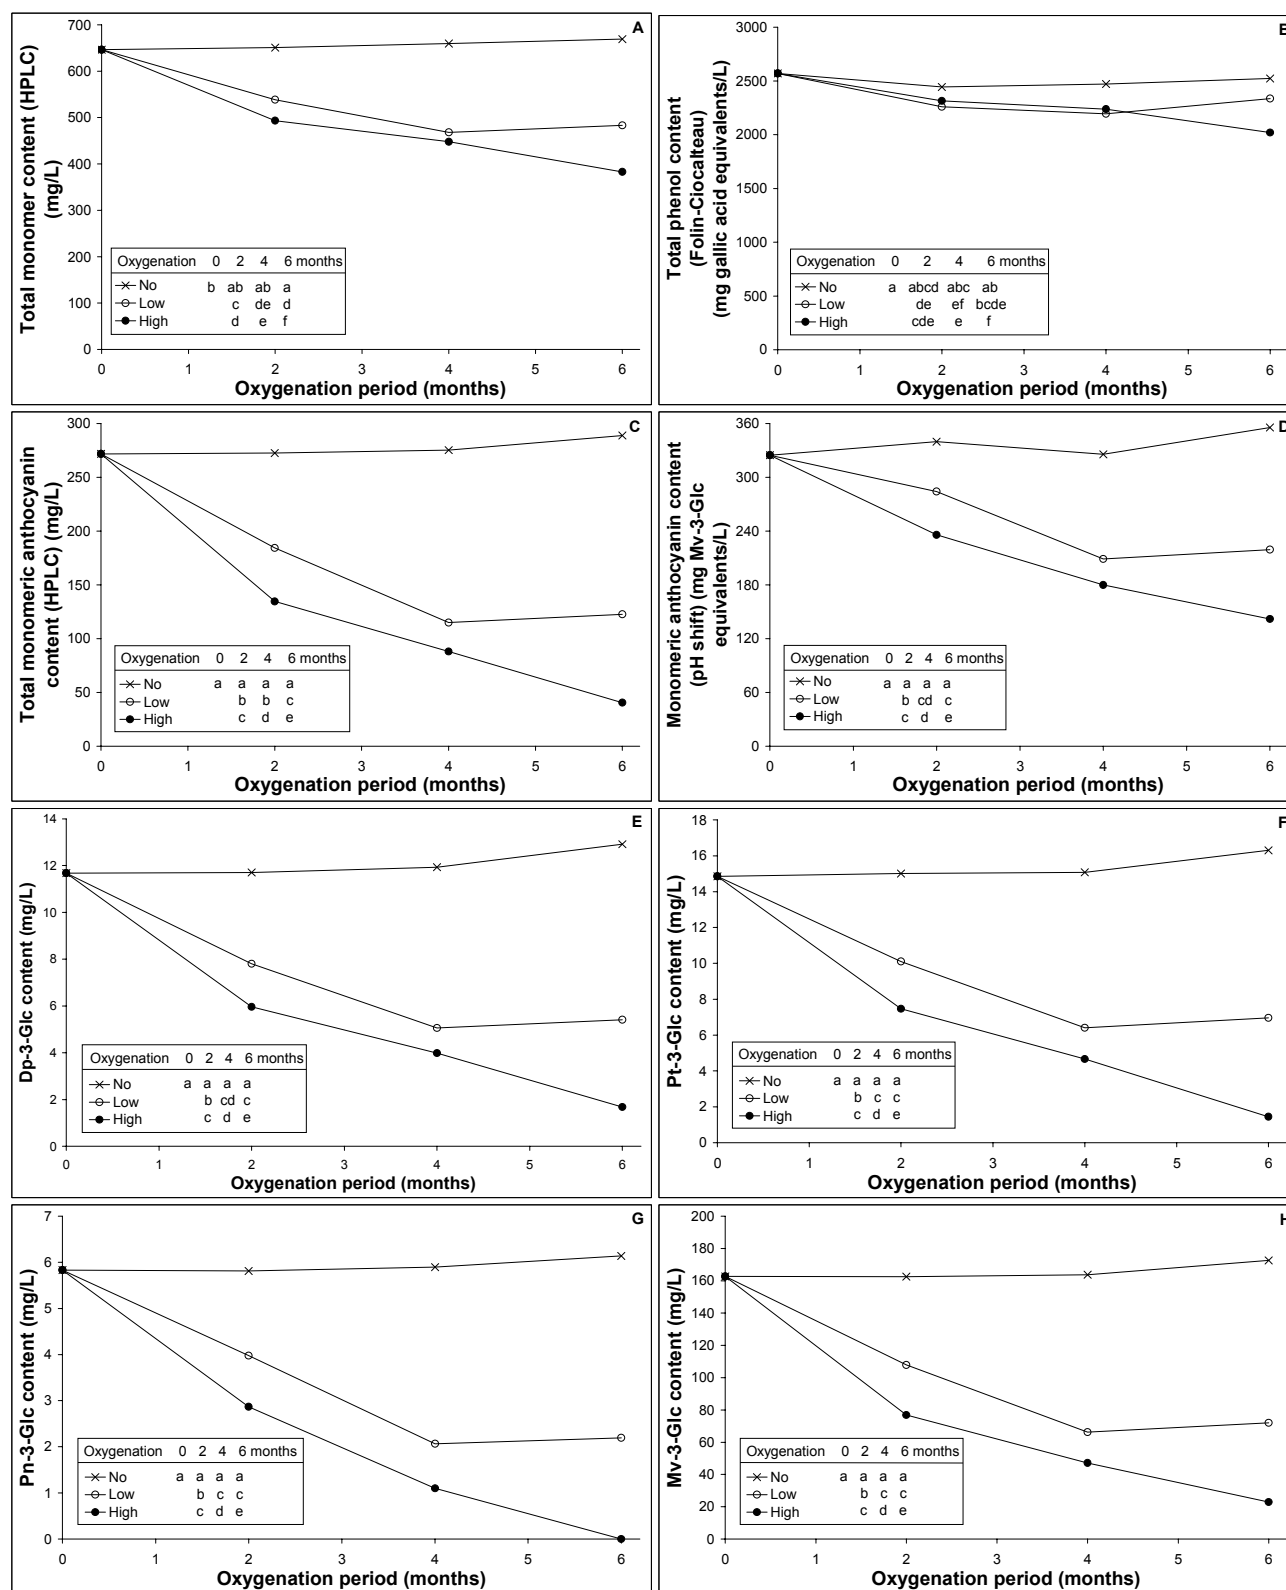 A
Total monomer content (HPLC)
(mg/L)
700
600
500
400
300
200
100
0
Oxygenation 0 2 4 6 months
No b ab ab a
Low c de d
High d e f
0 1 2 3 4 5 6
Oxygenation period (months)
B
Total phenol content
(Folin-Ciocalteau)
(mg gallic acid equivalents/L)
3000
2500
2000
1500
1000
500
0
Oxygenation 0 2 4 6 months
No a abcd abc ab
Low de ef bcde
High cde e f
0 1 2 3 4 5 6
Oxygenation period (months)
C
Total monomeric anthocyanin
content (HPLC) (mg/L)
300
250
200
150
100
50
0
Oxygenation 0 2 4 6 months
No a a a a
Low b b c
High c d e
0 1 2 3 4 5 6
Oxygenation period (months)
D
Monomeric anthocyanin content
(pH shift) (mg Mv-3-Glc
equivalents/L)
360
300
240
180
120
60
0
Oxygenation 0 2 4 6 months
No a a a a
Low b cd c
High c d e
0 1 2 3 4 5 6
Oxygenation period (months)
E
Dp-3-Glc content (mg/L)
14
12
10
8
6
4
2
0
Oxygenation 0 2 4 6 months
No a a a a
Low b cd c
High c d e
0 1 2 3 4 5 6
Oxygenation period (months)
F
Pt-3-Glc content (mg/L)
18
16
14
12
10
8
6
4
2
0
Oxygenation 0 2 4 6 months
No a a a a
Low b c c
High c d e
0 1 2 3 4 5 6
Oxygenation period (months)
G
Pn-3-Glc content (mg/L)
7
6
5
4
3
2
1
0
Oxygenation 0 2 4 6 months
No a a a a
Low b c c
High c d e
0 1 2 3 4 5 6
Oxygenation period (months)
H
Mv-3-Glc content (mg/L)
200
180
160
140
120
100
80
60
40
20
0
Oxygenation 0 2 4 6 months
No a a a a
Low b c c
High c d e
0 1 2 3 4 5 6
Oxygenation period (months)